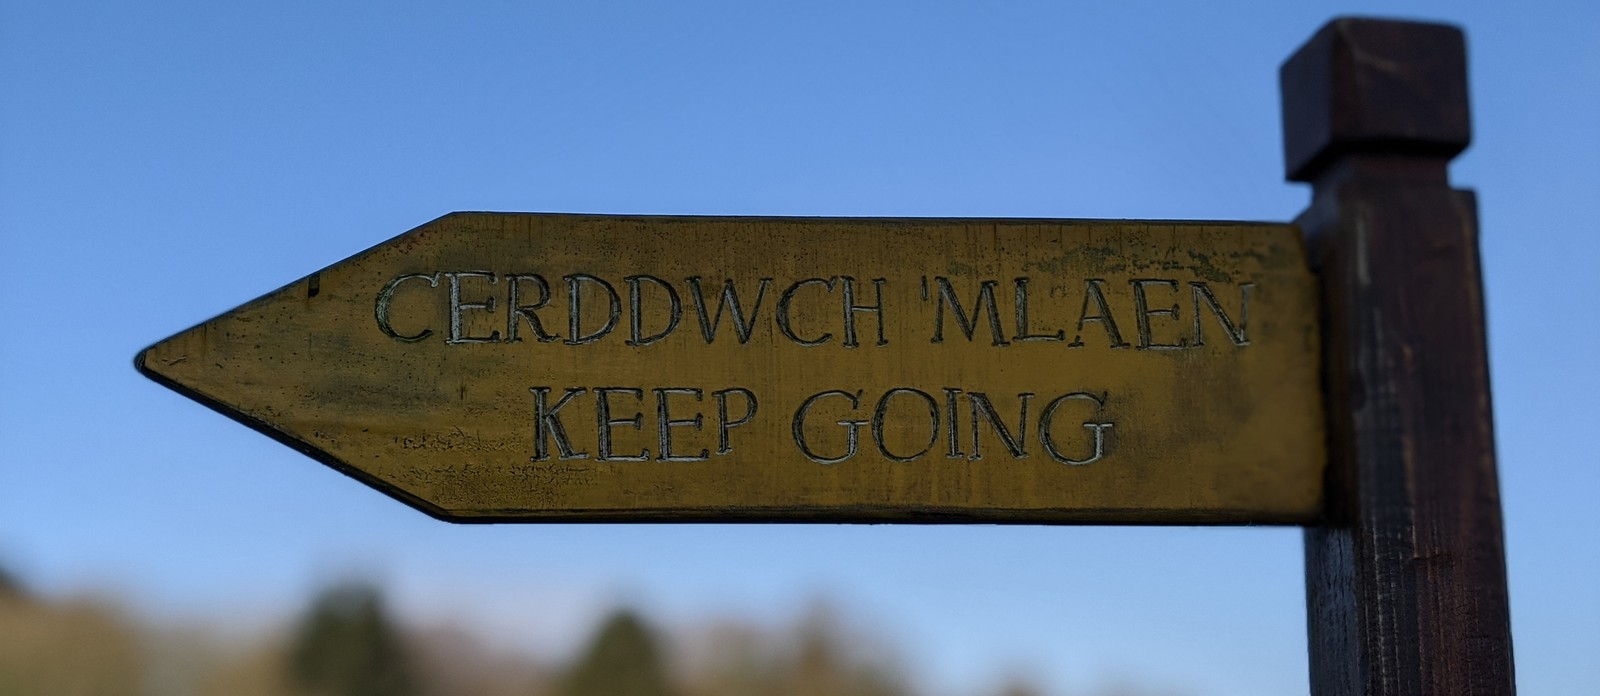 CERDDWCH 'MLAEN
KEEP GOING